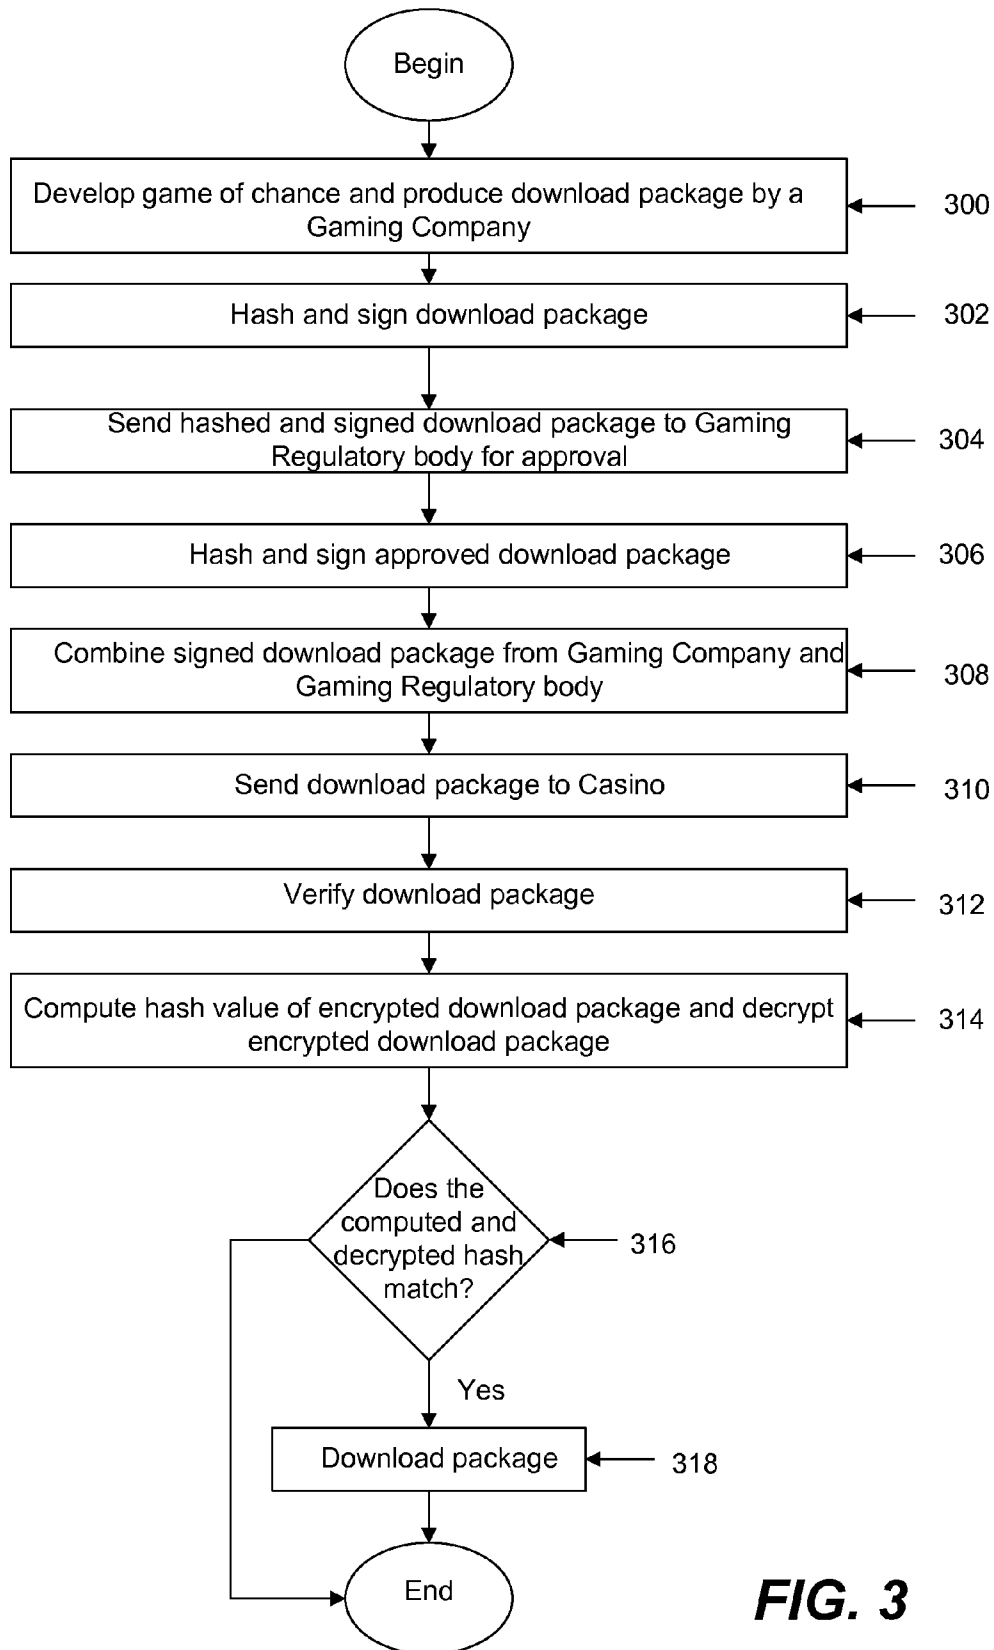 Begin
Develop game of chance and produce download package by a
Gaming Company
300
Hash and sign download package
302
Send hashed and signed download package to Gaming
Regulatory body for approval
304
Hash and sign approved download package
306
Combine signed download package from Gaming Company and
Gaming Regulatory body
308
Send download package to Casino
310
Verify download package
312
Compute hash value of encrypted download package and decrypt
encrypted download package
314
Does the
computed and
decrypted hash
match?
316
Yes
Download package
318
End
FIG. 3